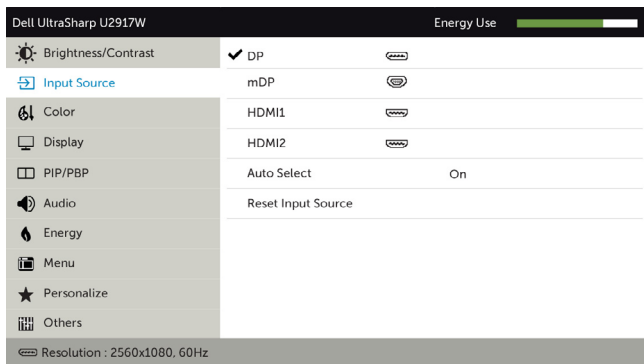 Dell UltraSharp U2917W Energy Use
Brightness/Contrast
Input Source
Color
Display
PIP/PBP
Audio
Energy
Menu
Personalize
Others
DP
mDP
HDMI1
HDMI2
Auto Select On
Reset Input Source
Resolution : 2560x1080, 60Hz